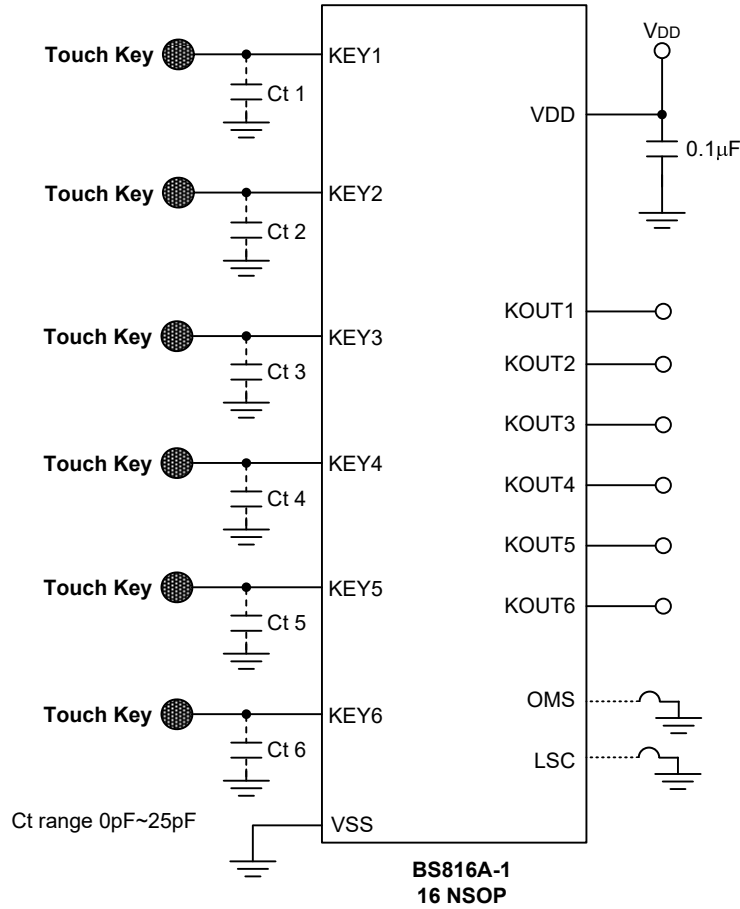 Touch Key
KEY1
Ct 1
Touch Key
KEY2
Ct 2
Touch Key
KEY3
Ct 3
Touch Key
KEY4
Ct 4
Touch Key
KEY5
Ct 5
Touch Key
KEY6
Ct 6
Ct range 0pF~25pF
VSS
VDD
VDD
0.1μF
KOUT1
KOUT2
KOUT3
KOUT4
KOUT5
KOUT6
OMS
LSC
BS816A-1
16 NSOP